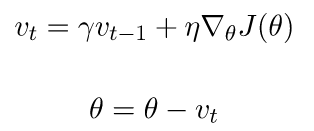 v_t = γv_{t−1} + η∇_θJ(θ)
θ = θ − v_t